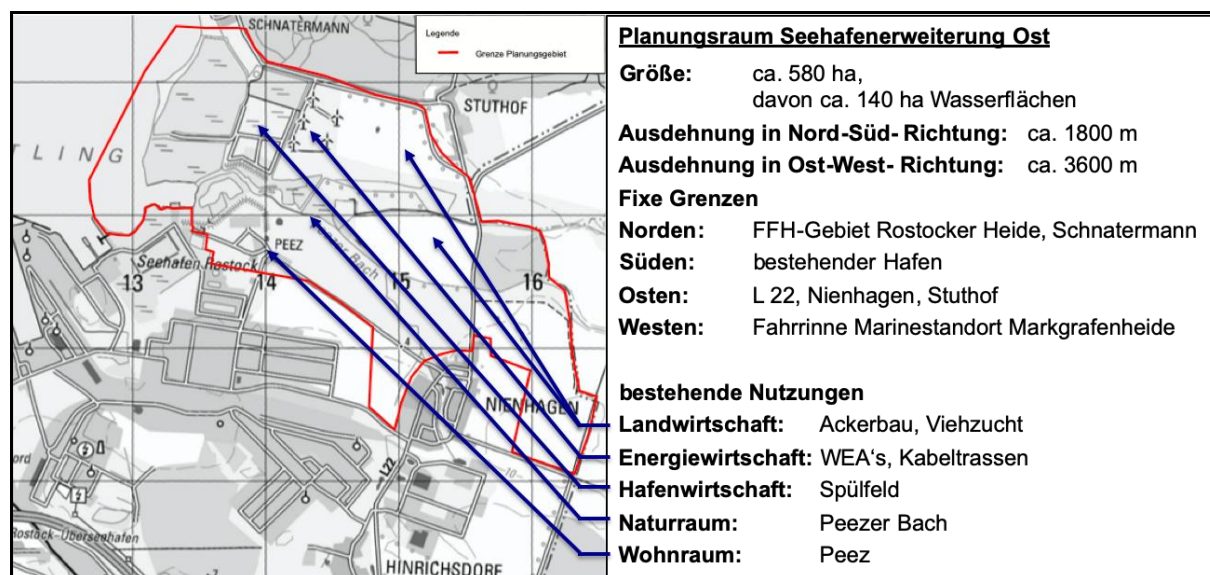 SCHNATERMANN
Legende
Grenze Planungsgebiet
STUTHOF
TLING
PEEZ
Bach
Seehafen Rostock
13
14
15
16
NIENHAGEN
L22
ord
Rostock-Überseehafen
HINRICHSDORF
Planungsraum Seehafenerweiterung Ost
Größe: ca. 580 ha,
davon ca. 140 ha Wasserflächen
Ausdehnung in Nord-Süd- Richtung: ca. 1800 m
Ausdehnung in Ost-West- Richtung: ca. 3600 m
Fixe Grenzen
Norden: FFH-Gebiet Rostocker Heide, Schnatermann
Süden: bestehender Hafen
Osten: L 22, Nienhagen, Stuthof
Westen: Fahrrinne Marinestandort Markgrafenheide
bestehende Nutzungen
Landwirtschaft: Ackerbau, Viehzucht
Energiewirtschaft: WEA‘s, Kabeltrassen
Hafenwirtschaft: Spülfeld
Naturraum: Peezer Bach
Wohnraum: Peez